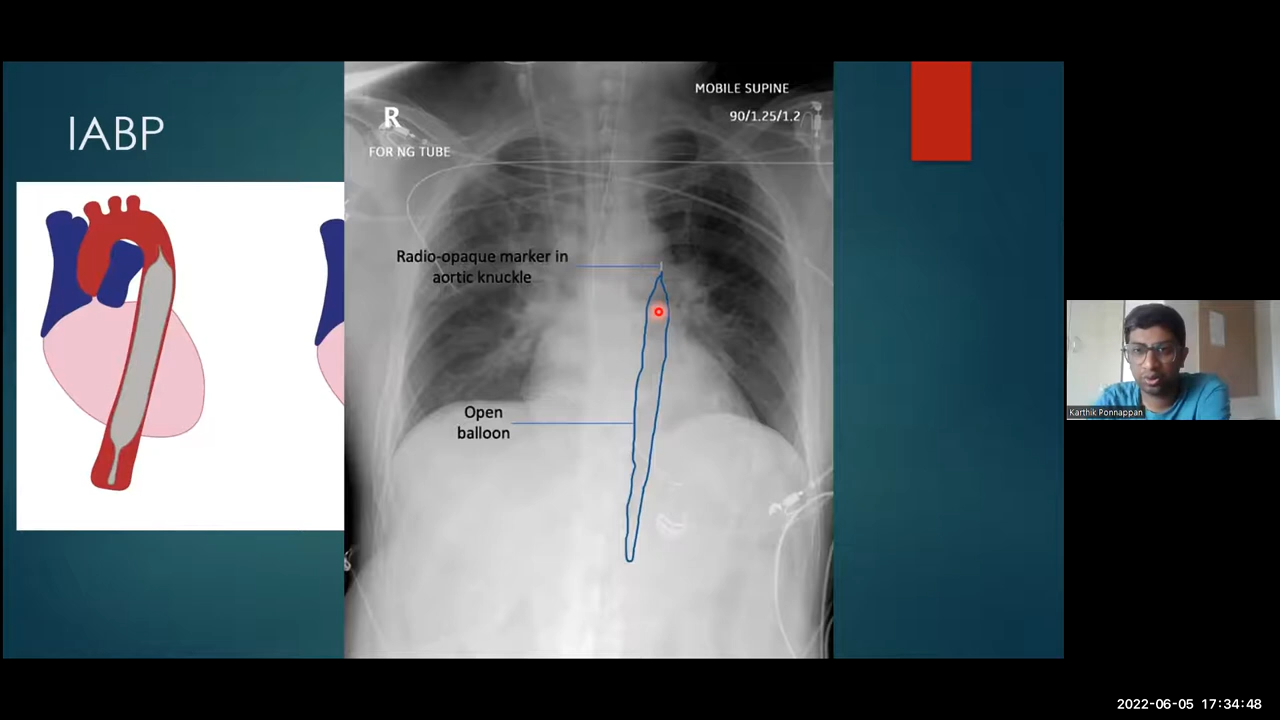 IABP
R
FOR NG TUBE
MOBILE SUPINE
90/1.25/1.2
Radio-opaque marker in
aortic knuckle
Open
balloon
Karthik Ponnappan
2022-06-05 17:34:48